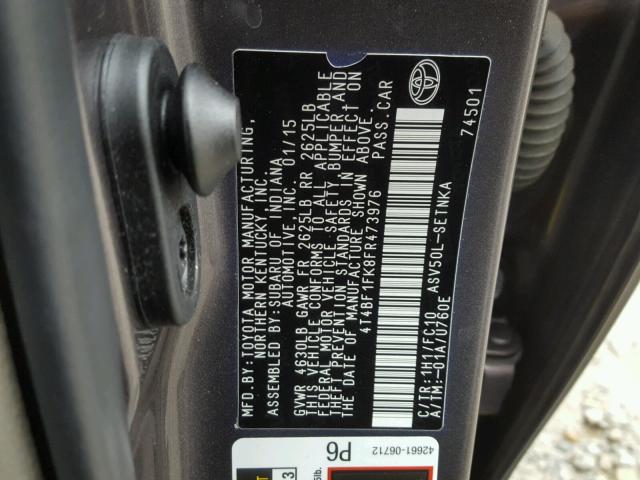 MFD. BY: TOYOTA MOTOR MANUFACTURING,
NORTHERN KENTUCKY, INC.
ASSEMBLED BY: SUBARU OF INDIANA
AUTOMOTIVE, INC. 01/15
GVWR 4630LB GAWR FR 2625LB RR 2625LB
THIS VEHICLE CONFORMS TO ALL APPLICABLE
FEDERAL MOTOR VEHICLE SAFETY, BUMPER AND
THEFT PREVENTION STANDARDS IN EFFECT ON
THE DATE OF MANUFACTURE SHOWN ABOVE.
4T4BF1FK8FR473976 PASS.CAR
C/TR:1H1/FC10 ASV50L-SETNKA
A/TM:-01A/U760E
74501
P6
42661-06712